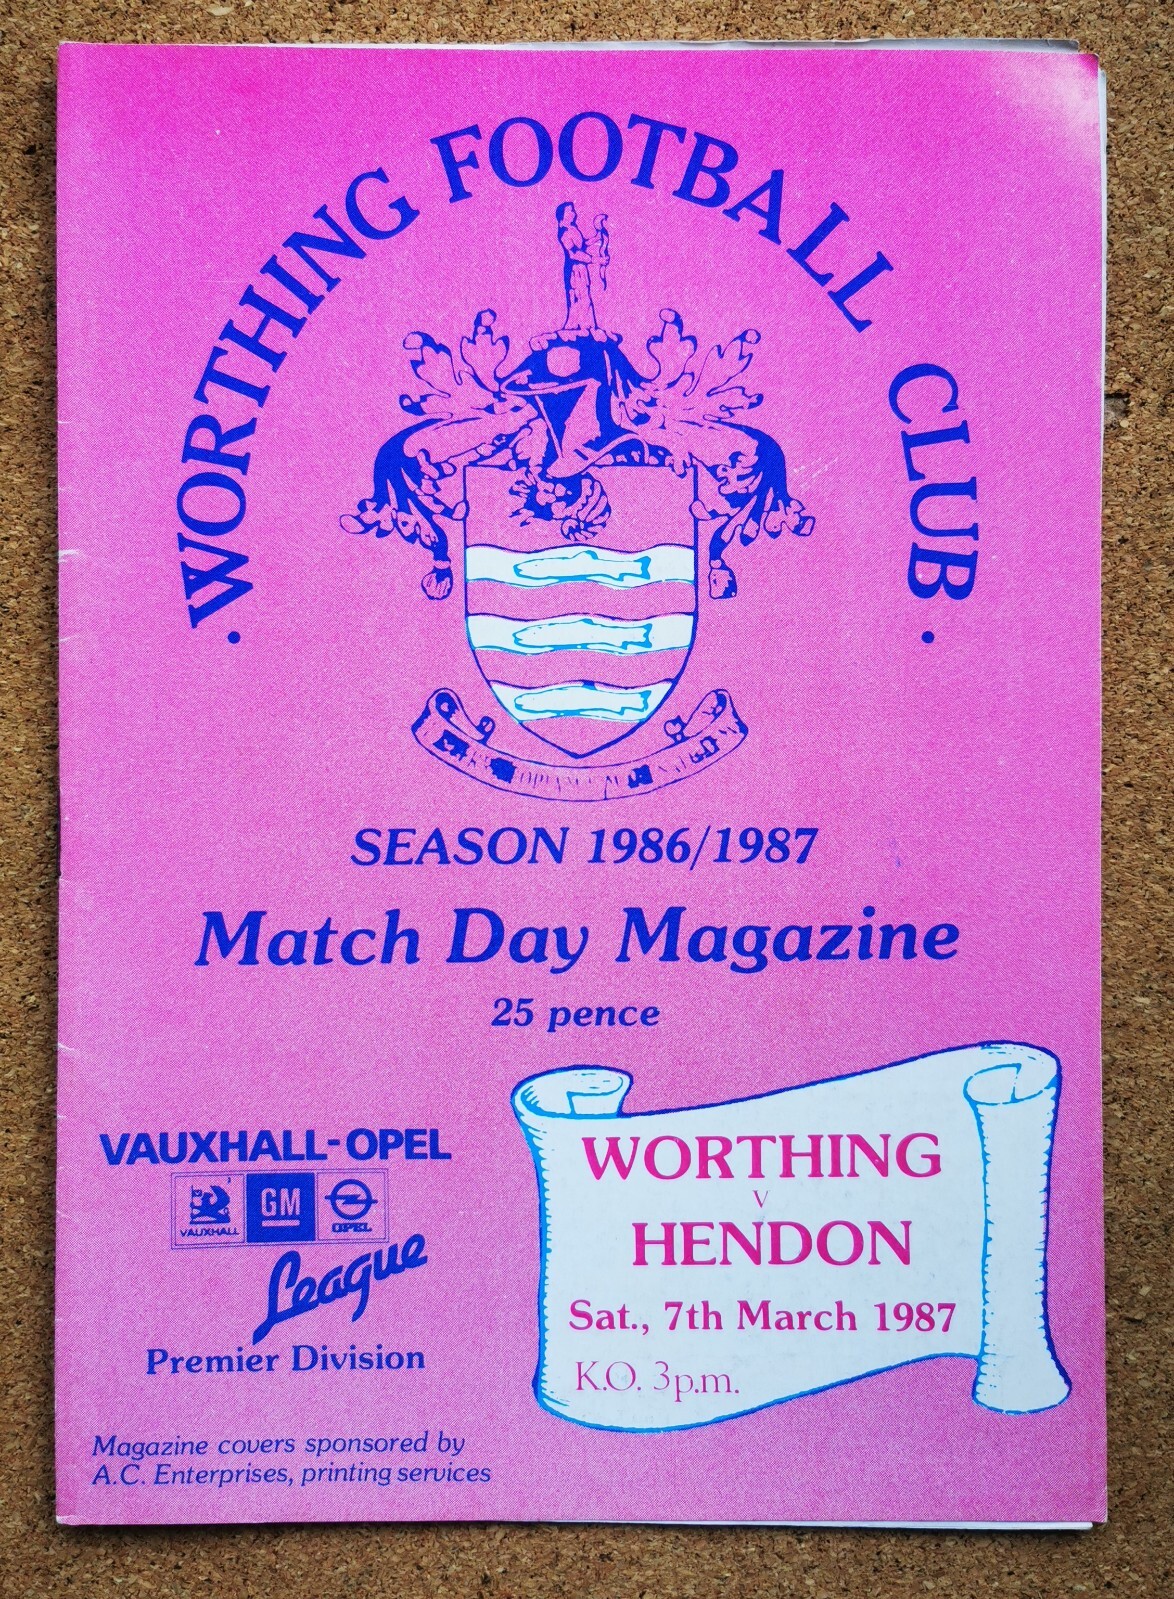 · WORTHING FOOTBALL CLUB ·
SEASON 1986/1987
Match Day Magazine
25 pence
VAUXHALL-OPEL
VAUXHALL
GM
OPEL
League
Premier Division
WORTHING
V
HENDON
Sat., 7th March 1987
K.O. 3p.m.
Magazine covers sponsored by
A.C. Enterprises, printing services